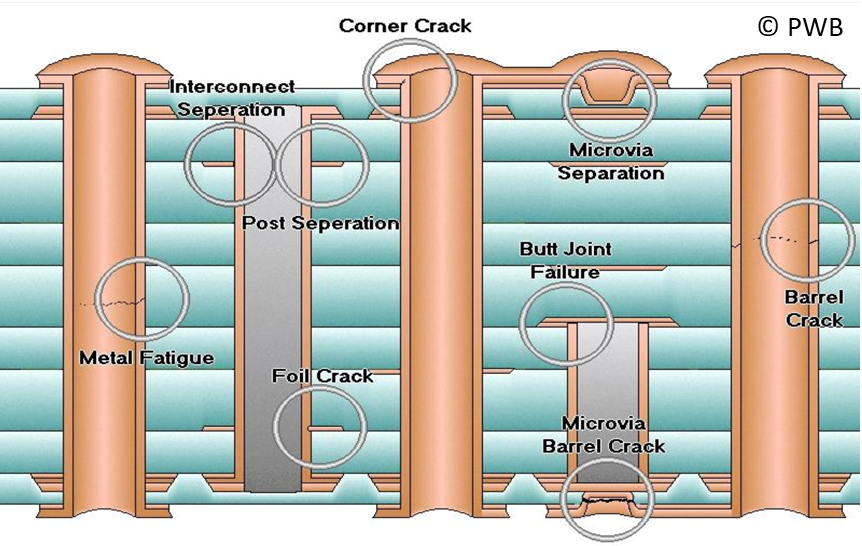 © PWB
Corner Crack
Interconnect
Seperation
Microvia
Separation
Post Seperation
Butt Joint
Failure
Barrel
Crack
Metal Fatigue
Foil Crack
Microvia
Barrel Crack